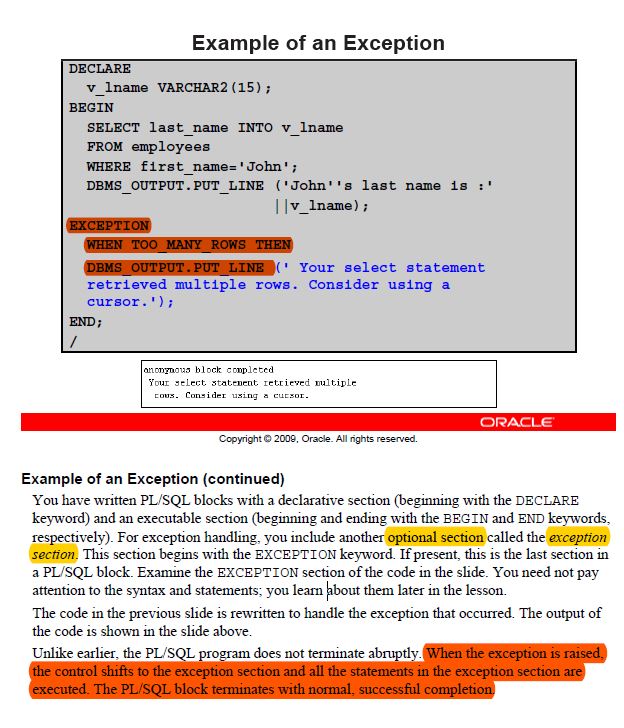 Example of an Exception
DECLARE
v_lname VARCHAR2(15);
BEGIN
SELECT last_name INTO v_lname
FROM employees
WHERE first_name='John';
DBMS_OUTPUT.PUT_LINE ('John''s last name is :'
||v_lname);
EXCEPTION
WHEN TOO_MANY_ROWS THEN
DBMS_OUTPUT.PUT_LINE (' Your select statement
retrieved multiple rows. Consider using a
cursor.');
END;
/
anonymous block completed
Your select statement retrieved multiple
rows. Consider using a cursor.
ORACLE
Copyright © 2009, Oracle. All rights reserved.
Example of an Exception (continued)
You have written PL/SQL blocks with a declarative section (beginning with the DECLARE
keyword) and an executable section (beginning and ending with the BEGIN and END keywords,
respectively). For exception handling, you include another optional section called the exception
section. This section begins with the EXCEPTION keyword. If present, this is the last section in
a PL/SQL block. Examine the EXCEPTION section of the code in the slide. You need not pay
attention to the syntax and statements; you learn about them later in the lesson.
The code in the previous slide is rewritten to handle the exception that occurred. The output of
the code is shown in the slide above.
Unlike earlier, the PL/SQL program does not terminate abruptly. When the exception is raised,
the control shifts to the exception section and all the statements in the exception section are
executed. The PL/SQL block terminates with normal, successful completion.